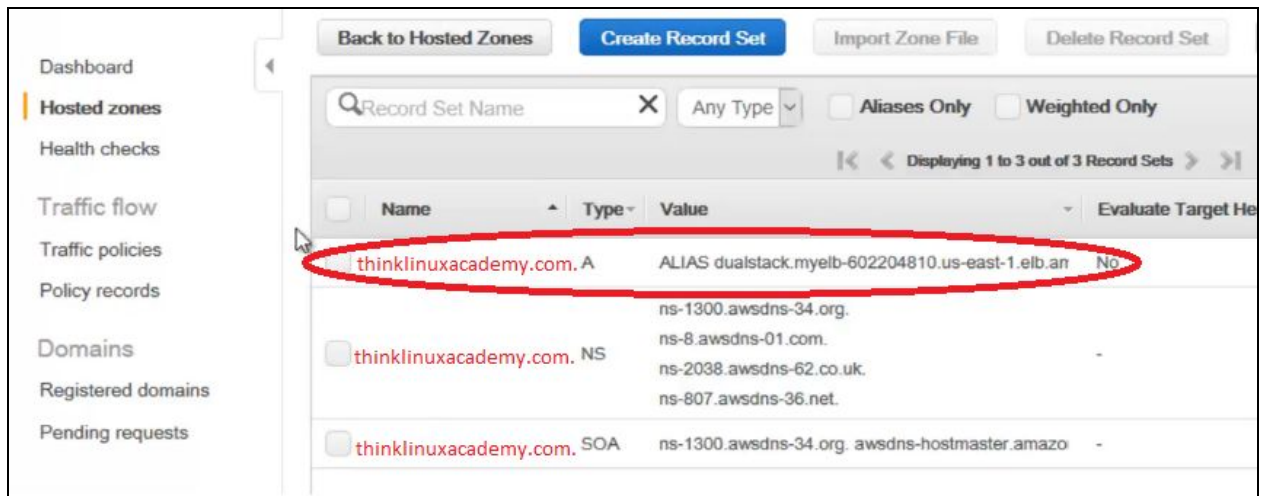 Back to Hosted Zones Create Record Set Import Zone File Delete Record Set
Dashboard
Hosted zones
Health checks
Traffic flow
Traffic policies
Policy records
Domains
Registered domains
Pending requests
Record Set Name X Any Type Aliases Only Weighted Only
Displaying 1 to 3 out of 3 Record Sets
Name Type Value Evaluate Target He
thinklinuxacademy.com. A ALIAS dualstack.myelb-602204810.us-east-1.elb.am No
thinklinuxacademy.com. NS
ns-1300.awsdns-34.org.
ns-8.awsdns-01.com.
ns-2038.awsdns-62.co.uk.
ns-807.awsdns-36.net.
-
thinklinuxacademy.com. SOA ns-1300.awsdns-34.org. awsdns-hostmaster.amazo -